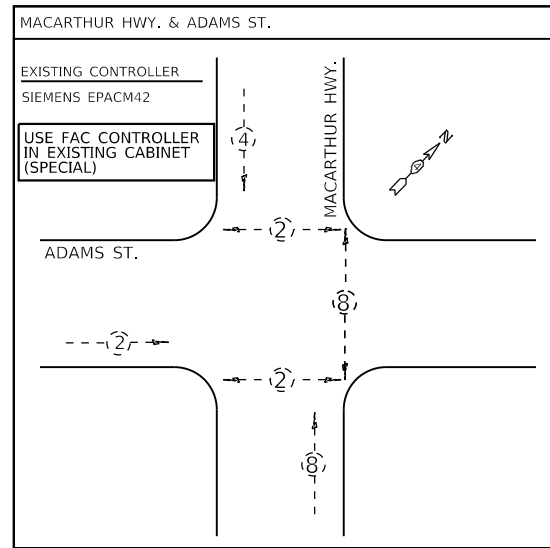 MACARTHUR HWY. & ADAMS ST.
EXISTING CONTROLLER
SIEMENS EPACM42
USE FAC CONTROLLER
IN EXISTING CABINET
(SPECIAL)
4
MACARTHUR HWY.
4
N
2
ADAMS ST.
8
2
2
8